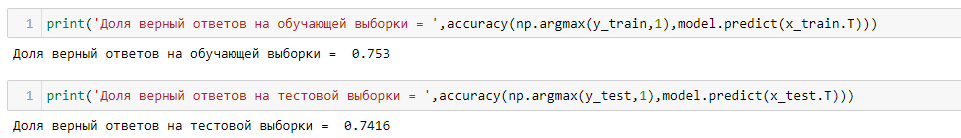 1 print('Доля верный ответов на обучающей выборки = ',accuracy(np.argmax(y_train,1),model.predict(x_train.T)))
Доля верный ответов на обучающей выборки =  0.753
1 print('Доля верный ответов на тестовой выборки = ',accuracy(np.argmax(y_test,1),model.predict(x_test.T)))
Доля верный ответов на тестовой выборки =  0.7416